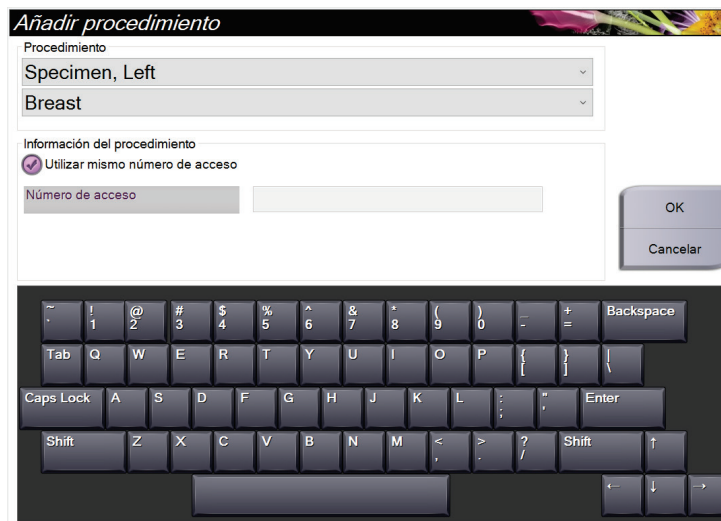 Añadir procedimiento
Procedimiento
Specimen, Left
Breast
Información del procedimiento
Utilizar mismo número de acceso
Número de acceso
OK
Cancelar
~ ! @ # $ % ^ & * ( ) _ + Backspace
` 1 2 3 4 5 6 7 8 9 0 - =
Tab Q W E R T Y U I O P { } |
[ ] \
Caps Lock A S D F G H J K L : " Enter
; '
Shift Z X C V B N M < > ? Shift ↑
, . /
← ↓ →